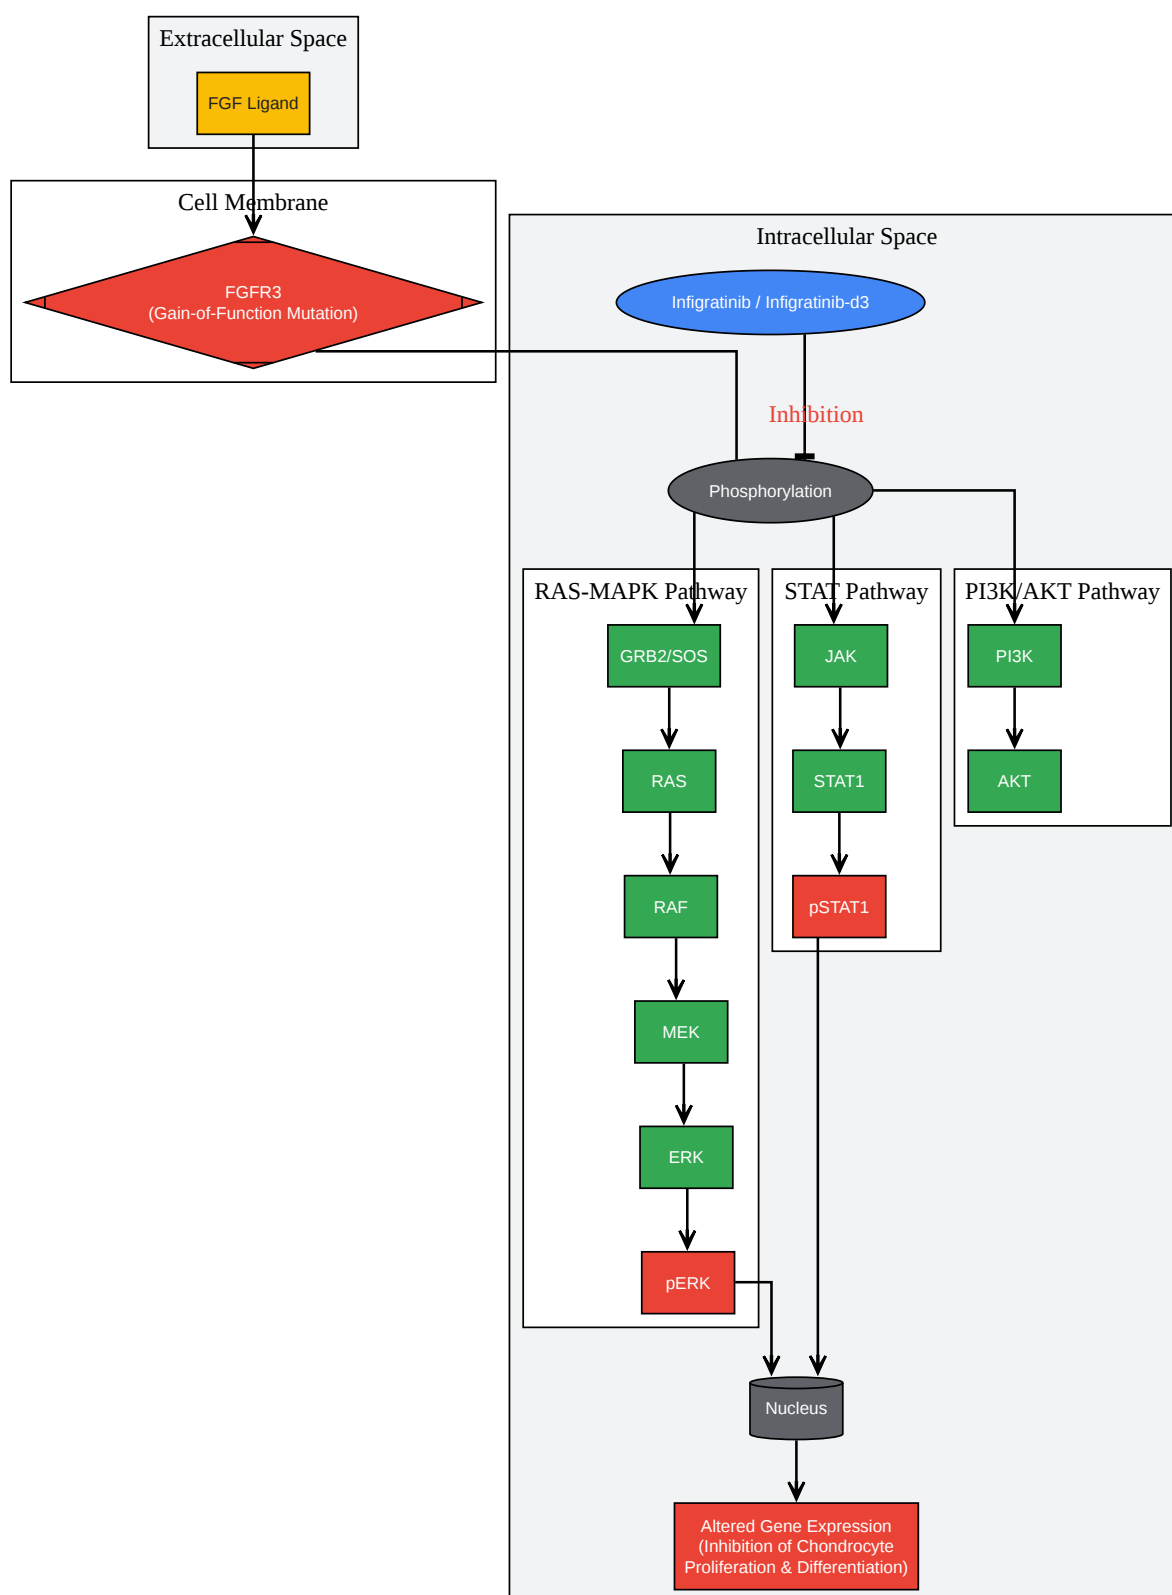 Extracellular Space
FGF Ligand
Cell Membrane
FGFR3
(Gain-of-Function Mutation)
Intracellular Space
Infigratinib / Infigratinib-d3
Inhibition
Phosphorylation
RAS-MAPK Pathway
GRB2/SOS
RAS
RAF
MEK
ERK
pERK
STAT Pathway
JAK
STAT1
pSTAT1
PI3K/AKT Pathway
PI3K
AKT
Nucleus
Altered Gene Expression
(Inhibition of Chondrocyte
Proliferation & Differentiation)